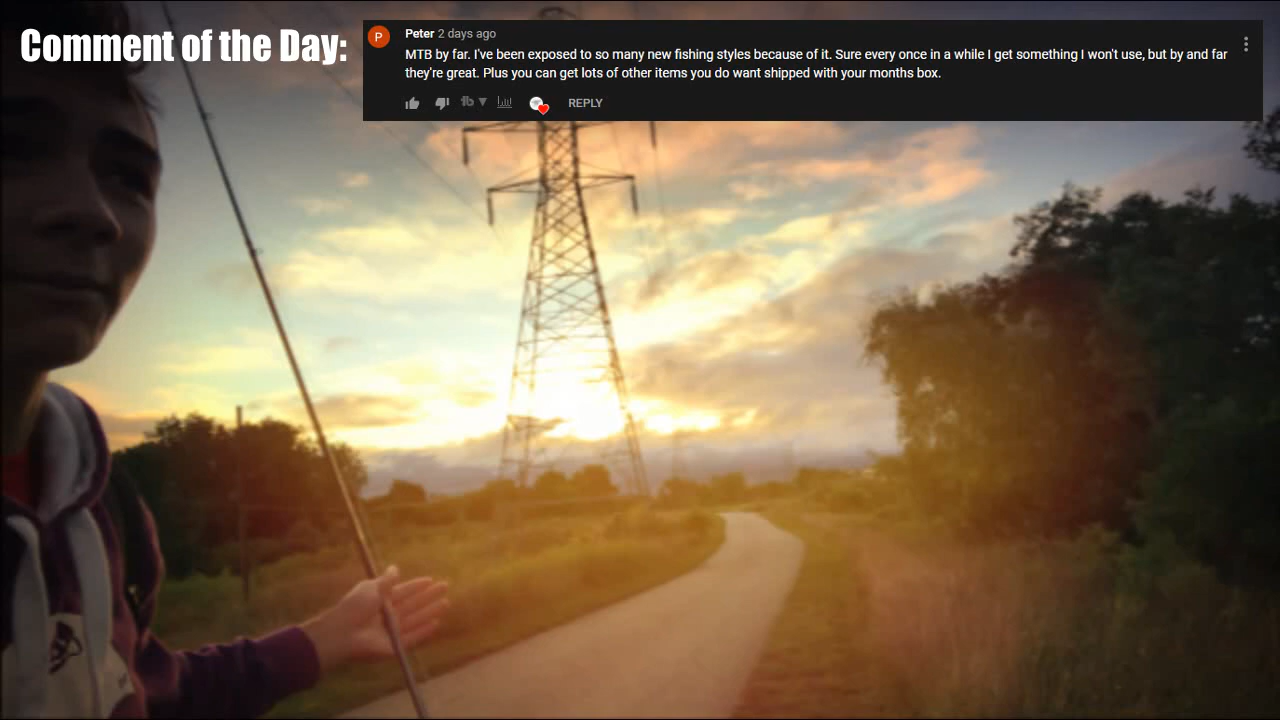 Comment of the Day:
P
Peter 2 days ago
MTB by far. I've been exposed to so many new fishing styles because of it. Sure every once in a while I get something I won't use, but by and far
they're great. Plus you can get lots of other items you do want shipped with your months box.
REPLY